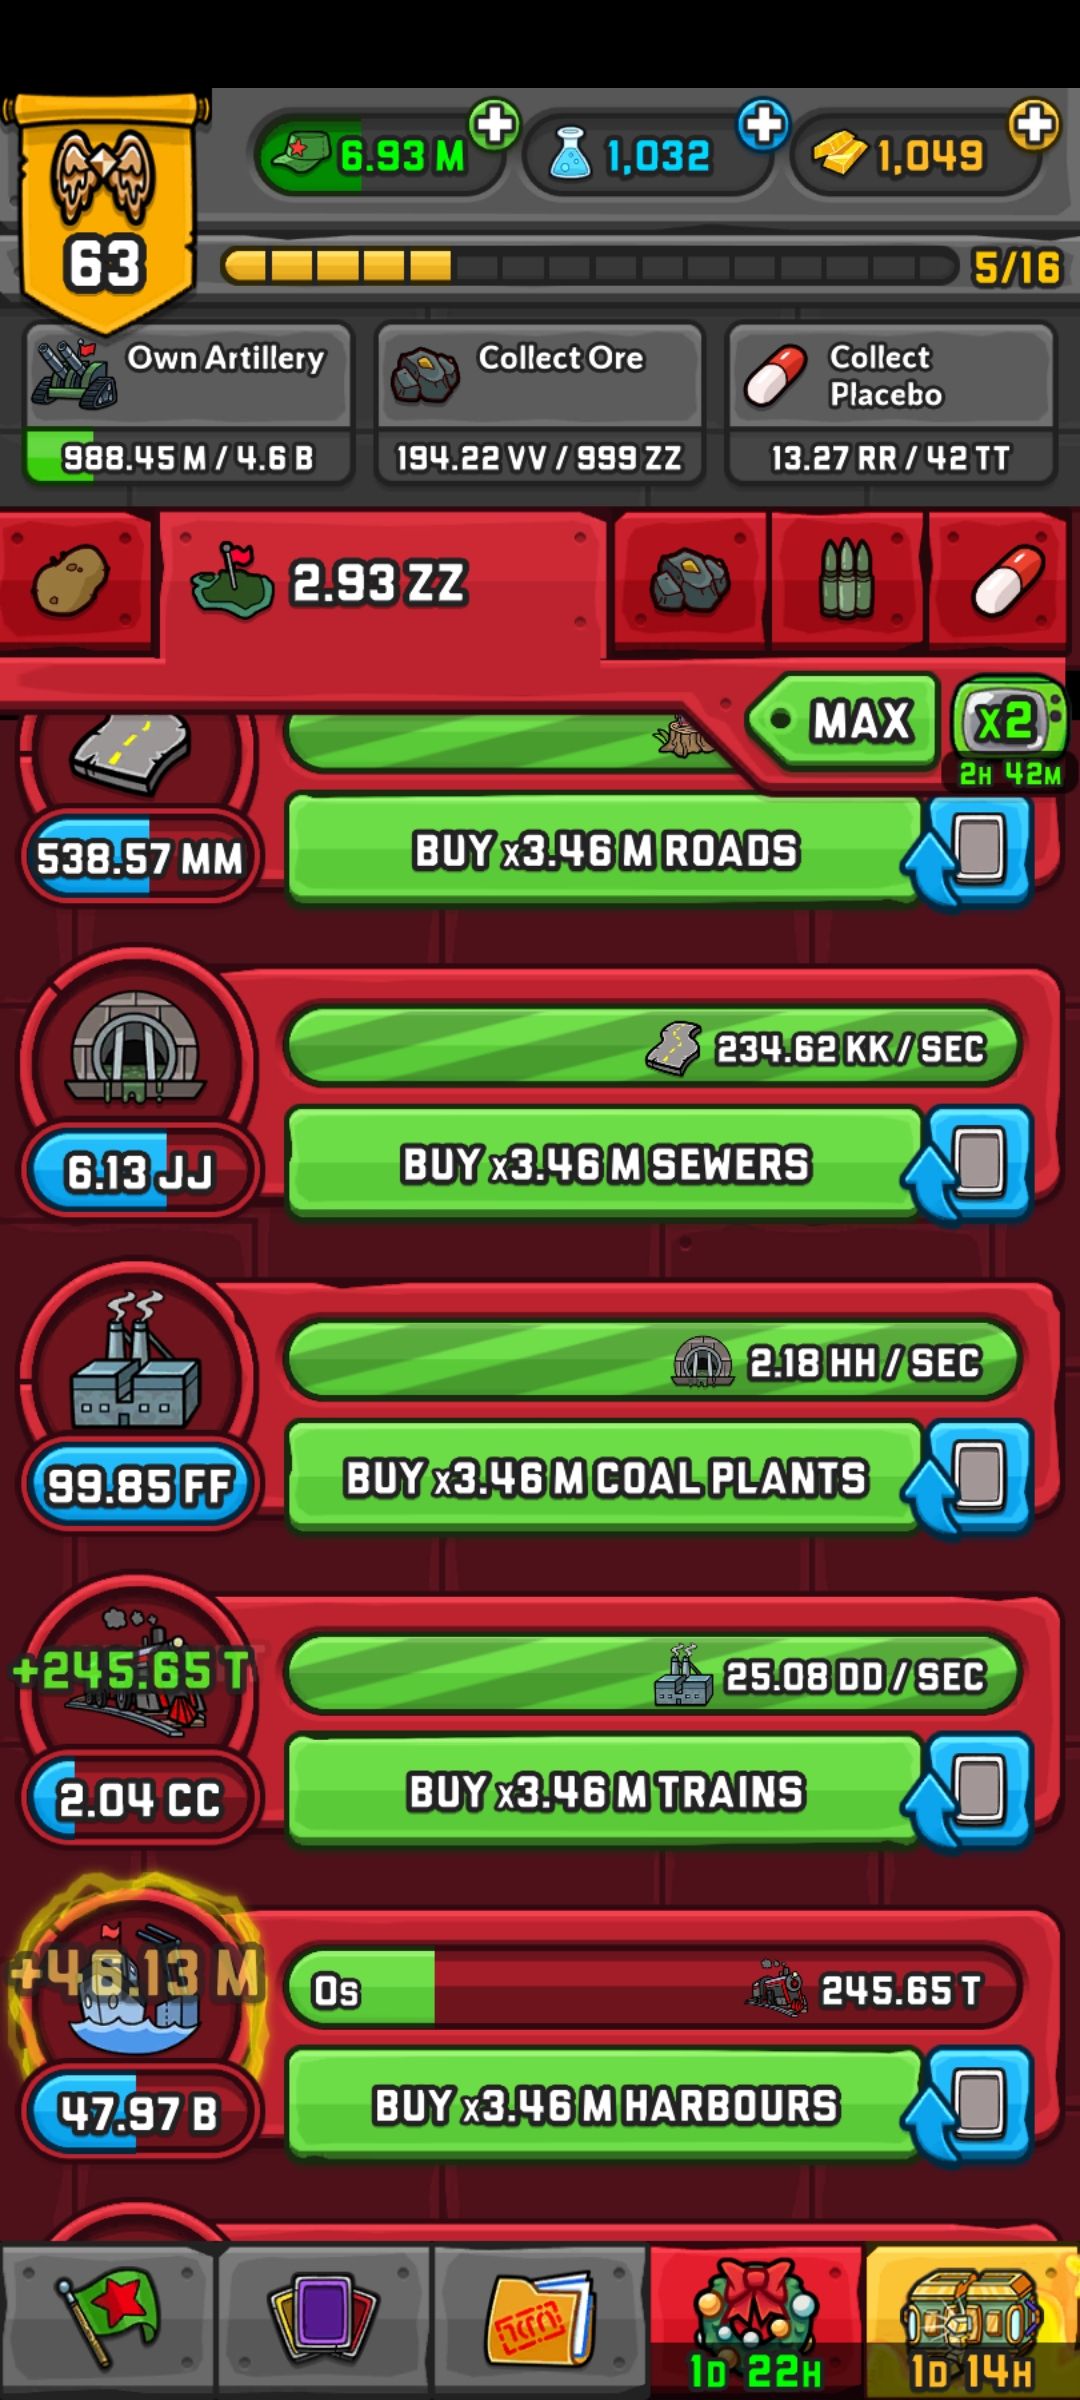 6.93 M
1,032
1,049
63
5/16
Own Artillery
988.45 M / 4.6 B
Collect Ore
194.22 VV / 999 ZZ
Collect
Placebo
13.27 RR / 42 TT
2.93 ZZ
MAX
x2
2H 42M
538.57 MM
BUY x3.46 M ROADS
234.62 KK / SEC
6.13 JJ
BUY x3.46 M SEWERS
2.18 HH / SEC
99.85 FF
BUY x3.46 M COAL PLANTS
+245.65 T
25.08 DD / SEC
2.04 CC
BUY x3.46 M TRAINS
+46.13 M
0s
245.65 T
47.97 B
BUY x3.46 M HARBOURS
1D 22H
1D 14H